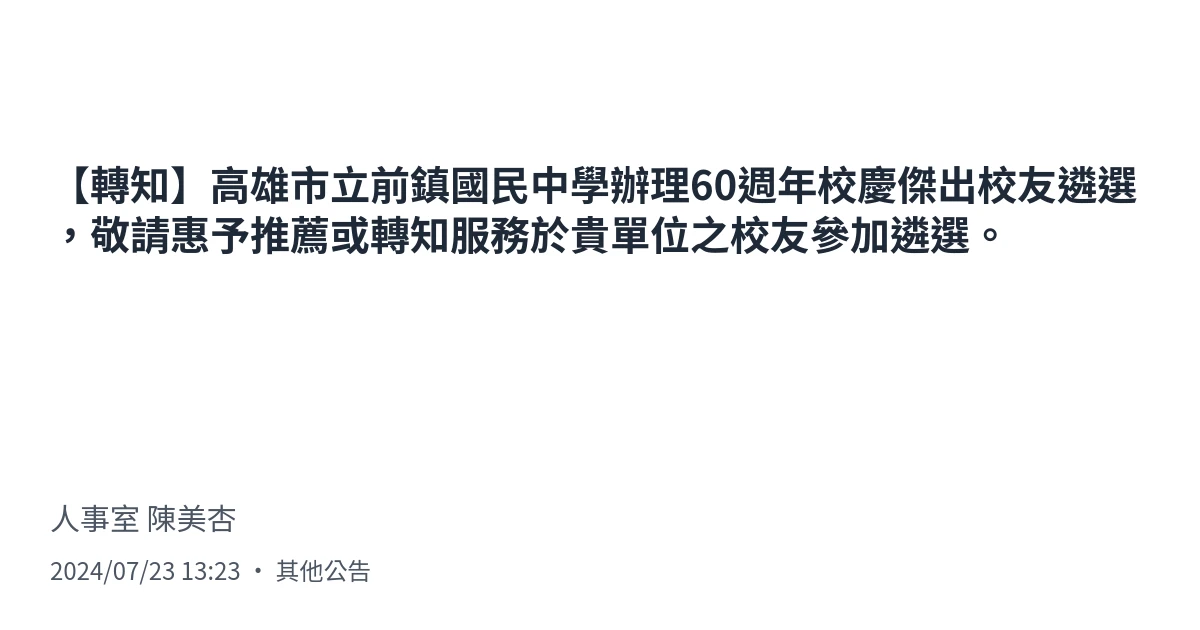 【轉知】高雄市立前鎮國民中學辦理60週年校慶傑出校友遴選
，敬請惠予推薦或轉知服務於貴單位之校友參加遴選。
人事室 陳美杏
2024/07/23 13:23 ・ 其他公告